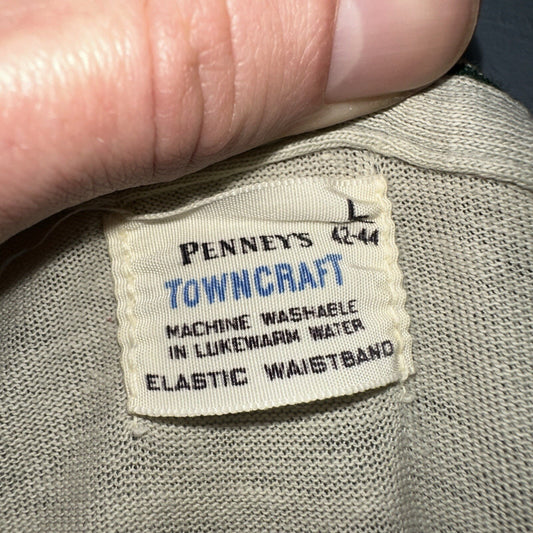 L
PENNEY'S 42-44
TOWNCRAFT
MACHINE WASHABLE
IN LUKEWARM WATER
ELASTIC WAISTBAND